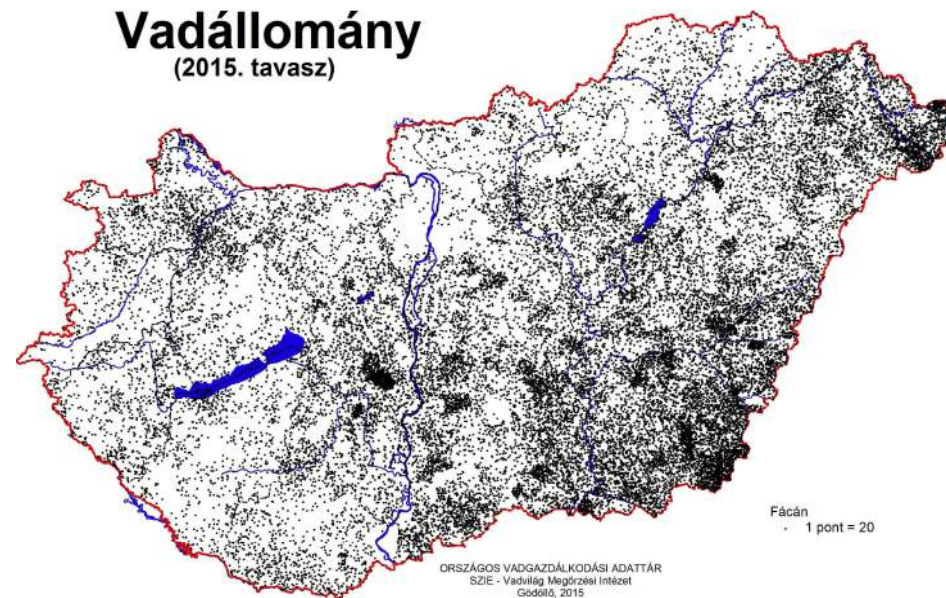 Vadállomány
(2015. tavasz)
Fácán
1 pont = 20
ORSZÁGOS VADGAZDÁLKODÁSI ADATTÁR
SZIE - Vadvilág Megőrzési Intézet
Gödöllő, 2015